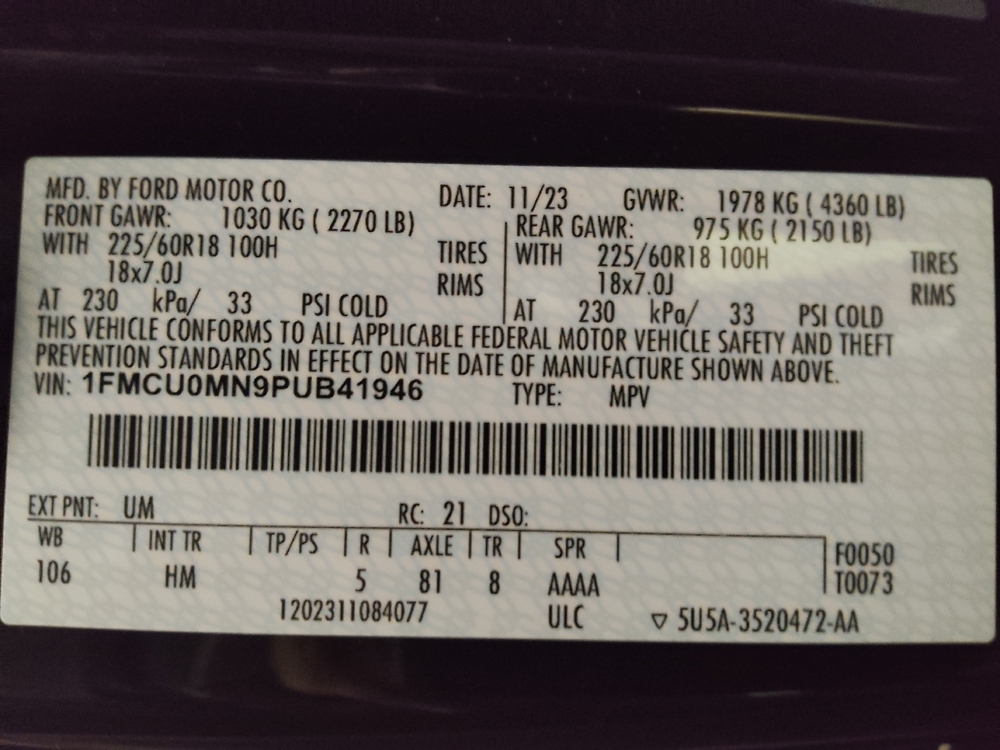 MFD. BY FORD MOTOR CO. DATE: 11/23 GVWR: 1978 KG ( 4360 LB)
FRONT GAWR: 1030 KG ( 2270 LB) REAR GAWR: 975 KG ( 2150 LB)
WITH 225/60R18 100H TIRES WITH 225/60R18 100H TIRES
18x7.0J RIMS 18x7.0J RIMS
AT 230 kPa/ 33 PSI COLD AT 230 kPa/ 33 PSI COLD
THIS VEHICLE CONFORMS TO ALL APPLICABLE FEDERAL MOTOR VEHICLE SAFETY AND THEFT
PREVENTION STANDARDS IN EFFECT ON THE DATE OF MANUFACTURE SHOWN ABOVE.
VIN: 1FMCU0MN9PUB41946 TYPE: MPV
EXT PNT: UM RC: 21 DSO:
WB INT TR TP/PS R AXLE TR SPR F0050
106 HM 5 81 8 AAAA T0073
1202311084077 ULC ▽ 5U5A-3520472-AA